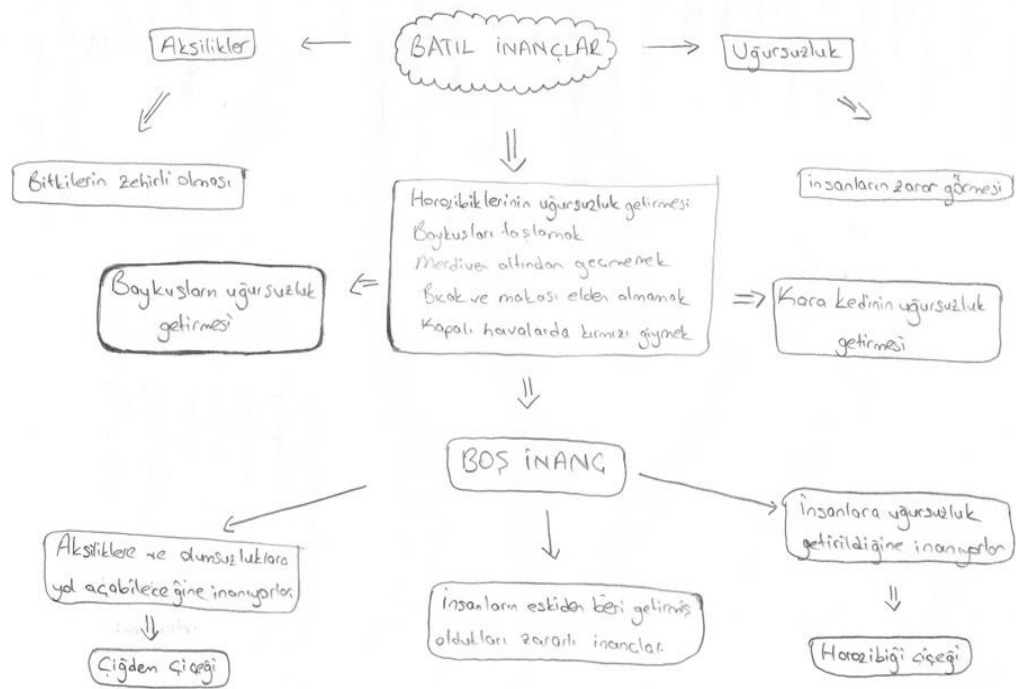 BATIL İNANÇLAR
Aksilikler
Uğursuzluk
Bitkilerin zehirli olması
insanların zarar görmesi
Horozibiklerinin uğursuzluk getirmesi
Baykuşları taşlamak
Merdiven altından geçmemek
Bıçak ve makası elden almamak
Kapalı havalarda kırmızı giymek
Baykuşların uğursuzluk
getirmesi
Kara kedinin uğursuzluk
getirmesi
BOŞ İNANÇ
Aksiliklere ve olumsuzluklara
yol açabileceğine inanıyorlar.
İnsanların eskiden beri getirmiş
oldukları zararlı inançlar.
İnsanlara uğursuzluk
getirildiğine inanıyorlar
Çiğdem Çiçeği
Horozibiği çiçeği